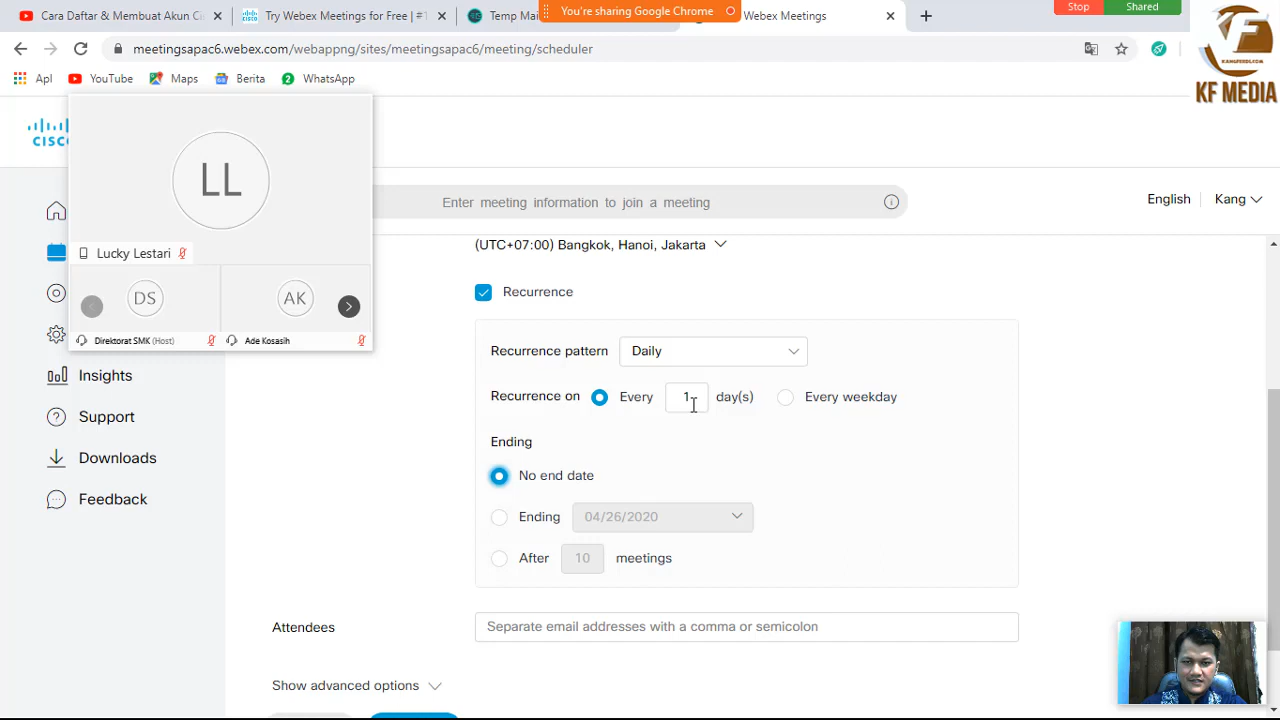 Cara Daftar & Membuat Akun C
Try Webex Meetings for Free | #1
Temp Ma
You're sharing Google Chrome
Webex Meetings
Stop
Shared
meetingsapac6.webex.com/webappng/sites/meetingsapac6/meeting/scheduler
Apl
YouTube
Maps
Berita
2
WhatsApp
KF
KF MEDIA
CISCO
LL
Lucky Lestari
DS
AK
Direktorat SMK (Host)
Ade Kosasih
Enter meeting information to join a meeting
English
Kang
(UTC+07:00) Bangkok, Hanoi, Jakarta
Recurrence
Recurrence pattern
Daily
Recurrence on
Every
1
day(s)
Every weekday
Ending
No end date
Ending
04/26/2020
After
10
meetings
Insights
Support
Downloads
Feedback
Attendees
Separate email addresses with a comma or semicolon
Show advanced options